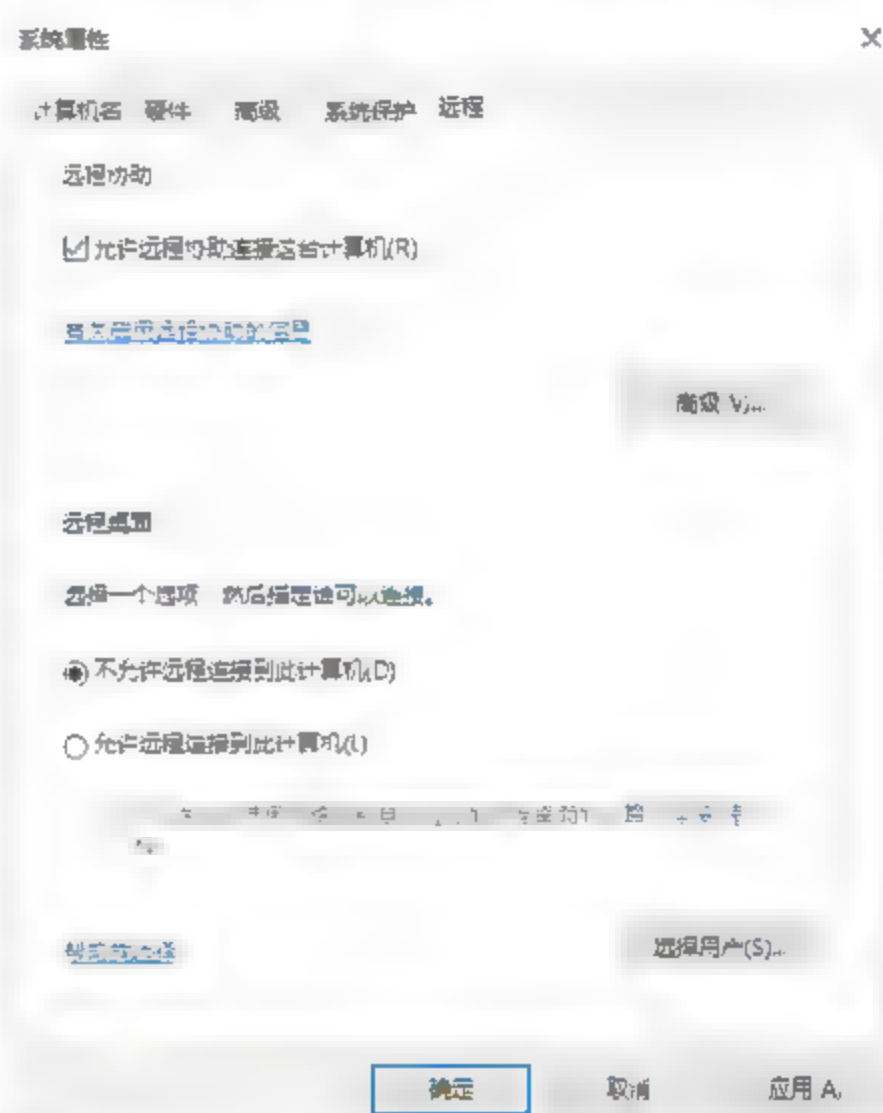 系统属性
计算机名 硬件 高级 系统保护 远程
远程协助
允许远程协助连接这台计算机(R)
高级(V)...
远程桌面
选择一个选项，然后指定谁可以连接。
不允许远程连接到此计算机(D)
允许远程连接到此计算机(L)
选择用户(S)...
确定 取消 应用(A)